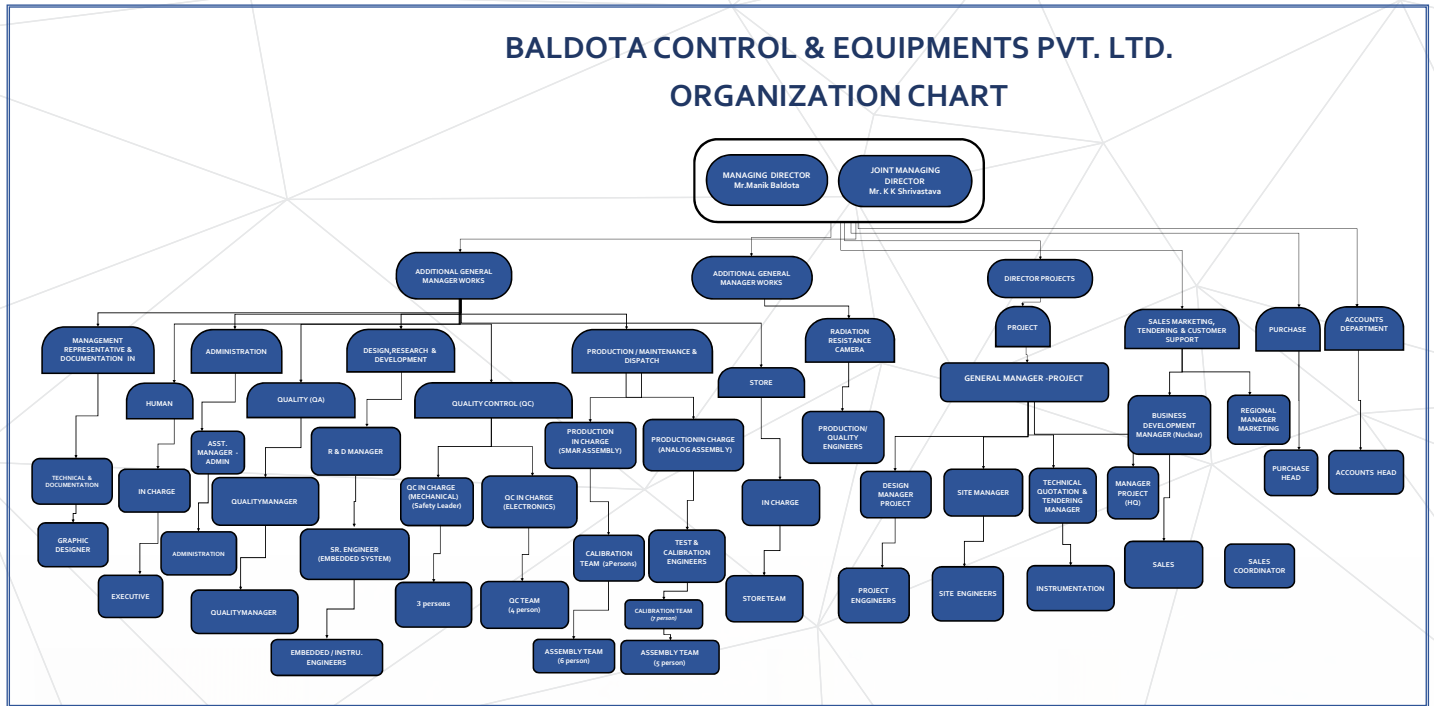 BALDOTA CONTROL & EQUIPMENTS PVT. LTD.
ORGANIZATION CHART
MANAGING DIRECTOR
Mr.Manik Baldota
JOINT MANAGING
DIRECTOR
Mr. K K Shrivastava
ADDITIONAL GENERAL
MANAGER WORKS
ADDITIONAL GENERAL
MANAGER WORKS
DIRECTOR PROJECTS
MANAGEMENT
REPRESENTATIVE &
DOCUMENTATION IN
ADMINISTRATION
DESIGN,RESEARCH &
DEVELOPMENT
PRODUCTION / MAINTENANCE &
DISPATCH
RADIATION
RESISTANCE
CAMERA
PROJECT
SALES MARKETING,
TENDERING & CUSTOMER
SUPPORT
PURCHASE
ACCOUNTS
DEPARTMENT
HUMAN
QUALITY (QA)
QUALITY CONTROL (QC)
STORE
GENERAL MANAGER -PROJECT
ASST.
MANAGER -
ADMIN
R & D MANAGER
PRODUCTION
IN CHARGE
(SMAR ASSEMBLY)
PRODUCTIONIN CHARGE
(ANALOG ASSEMBLY)
PRODUCTION/
QUALITY
ENGINEERS
BUSINESS
DEVELOPMENT
MANAGER (Nuclear)
REGIONAL
MANAGER
MARKETING
TECHNICAL &
DOCUMENTATION
IN CHARGE
QUALITYMANAGER
QC IN CHARGE
(MECHANICAL)
(Safety Leader)
QC IN CHARGE
(ELECTRONICS)
IN CHARGE
DESIGN
MANAGER
PROJECT
SITE MANAGER
TECHNICAL
QUOTATION &
TENDERING
MANAGER
MANAGER
PROJECT
(HQ)
PURCHASE
HEAD
ACCOUNTS HEAD
GRAPHIC
DESIGNER
ADMINISTRATION
SR. ENGINEER
(EMBEDDED SYSTEM)
CALIBRATION
TEAM (2Persons)
TEST &
CALIBRATION
ENGINEERS
SALES
SALES
COORDINATOR
EXECUTIVE
QUALITYMANAGER
3 persons
QC TEAM
(4 person)
CALIBRATION TEAM
(7 person)
STORE TEAM
PROJECT
ENGGINEERS
SITE ENGINEERS
INSTRUMENTATION
EMBEDDED / INSTRU.
ENGINEERS
ASSEMBLY TEAM
(6 person)
ASSEMBLY TEAM
(5 person)